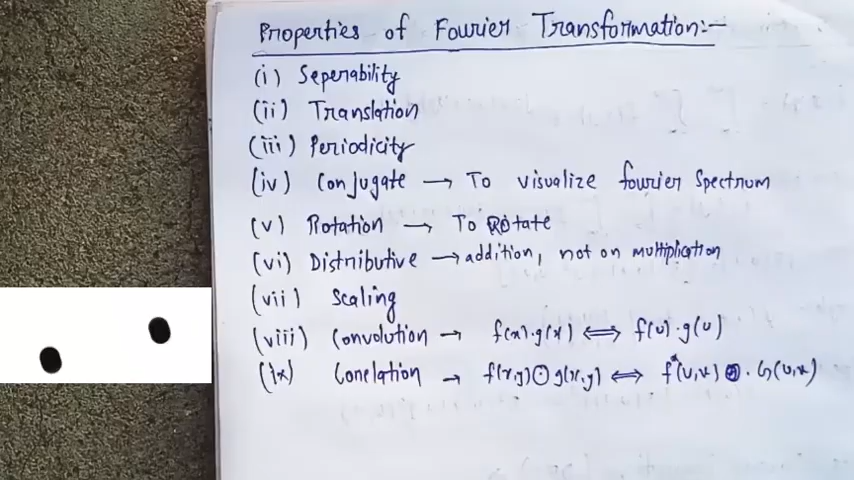 Properties of Fourier Transformation:-
(i) Seperability
(ii) Translation
(iii) Periodicity
(iv) Conjugate → To visualize fourier Spectrum
(v) Rotation → To Rotate
(vi) Distributive → addition, not on multiplication
(vii) Scaling
(viii) Convolution → f(x).g(x) ⟺ f(u).g(u)
(ix) Correlation → f(x,y)⊙g(x,y) ⟺ f*(u,v) . G(u,v)